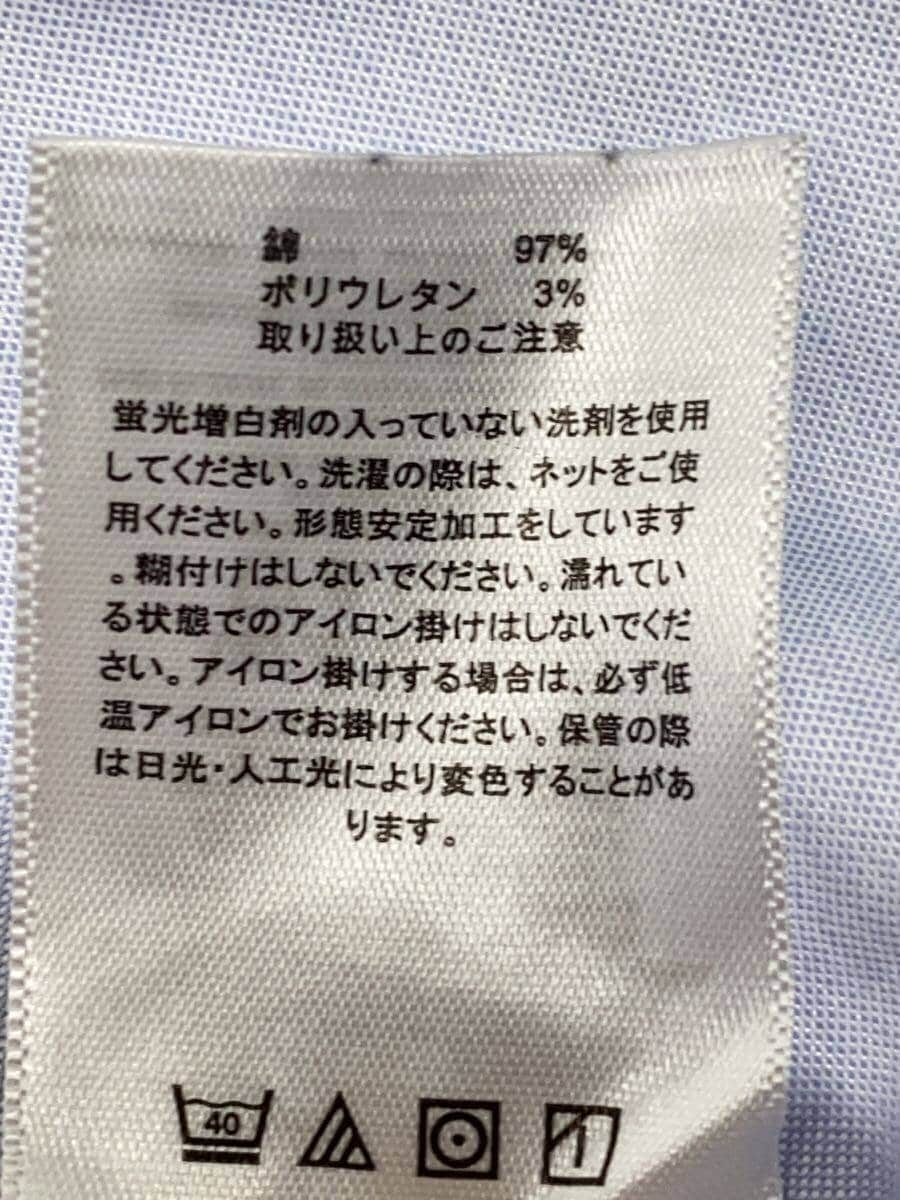 綿 97%
ポリウレタン 3%
取り扱い上のご注意
蛍光増白剤の入っていない洗剤を使用
してください。洗濯の際は、ネットをご使
用ください。形態安定加工をしています
。糊付けはしないでください。濡れてい
る状態でのアイロン掛けはしないでくだ
さい。アイロン掛けする場合は、必ず低
温アイロンでお掛けください。保管の際
は日光・人工光により変色することがあ
ります。
40